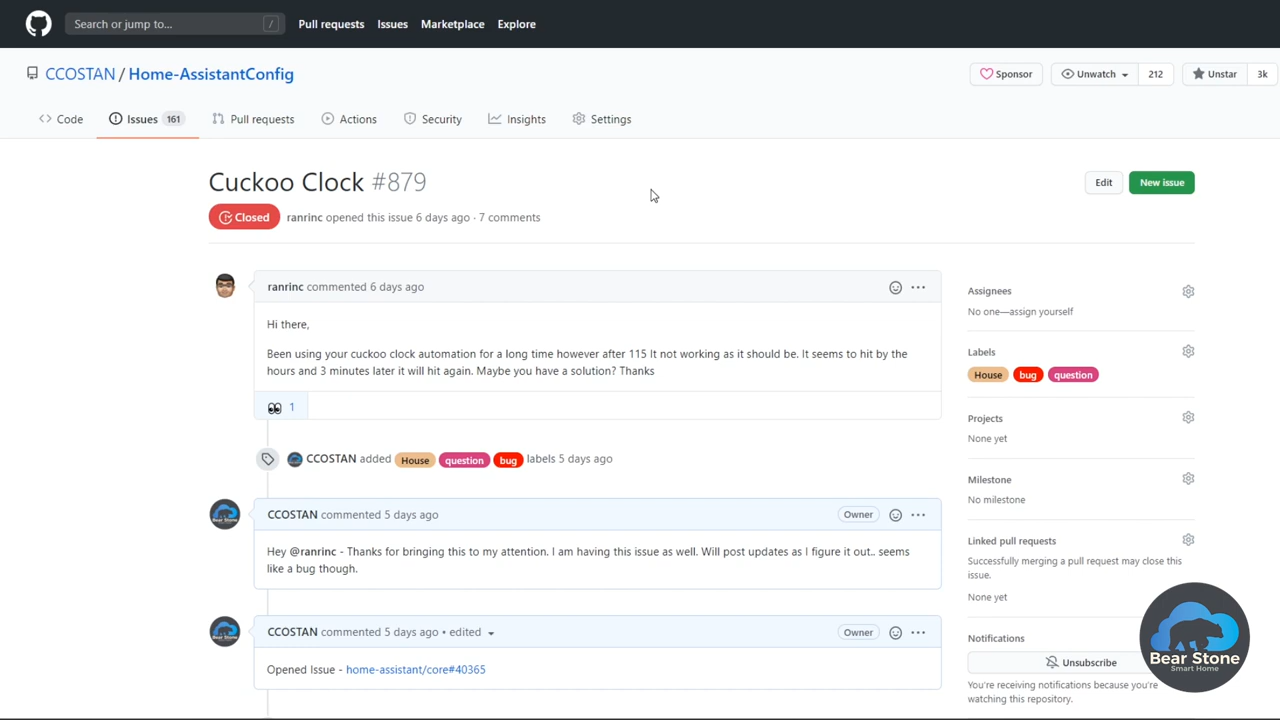 Search or jump to... /
Pull requests Issues Marketplace Explore
CCOSTAN / Home-AssistantConfig
Sponsor Unwatch 212 Unstar 3k
Code Issues 161 Pull requests Actions Security Insights Settings
Cuckoo Clock #879
Edit New issue
Closed ranrinc opened this issue 6 days ago · 7 comments
ranrinc commented 6 days ago
Hi there,
Been using your cuckoo clock automation for a long time however after 115 It not working as it should be. It seems to hit by the
hours and 3 minutes later it will hit again. Maybe you have a solution? Thanks
1
CCOSTAN added House question bug labels 5 days ago
CCOSTAN commented 5 days ago Owner
Hey @ranrinc - Thanks for bringing this to my attention. I am having this issue as well. Will post updates as I figure it out.. seems
like a bug though.
CCOSTAN commented 5 days ago • edited Owner
Opened Issue - home-assistant/core#40365
Assignees
No one—assign yourself
Labels
House bug question
Projects
None yet
Milestone
No milestone
Linked pull requests
Successfully merging a pull request may close this
issue.
None yet
Notifications
Unsubscribe
You're receiving notifications because you're
watching this repository.
Bear Stone
Smart Home
Bear Stone
Bear Stone